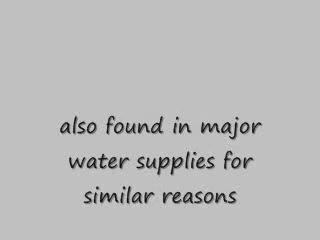 also found in major
water supplies for
similar reasons